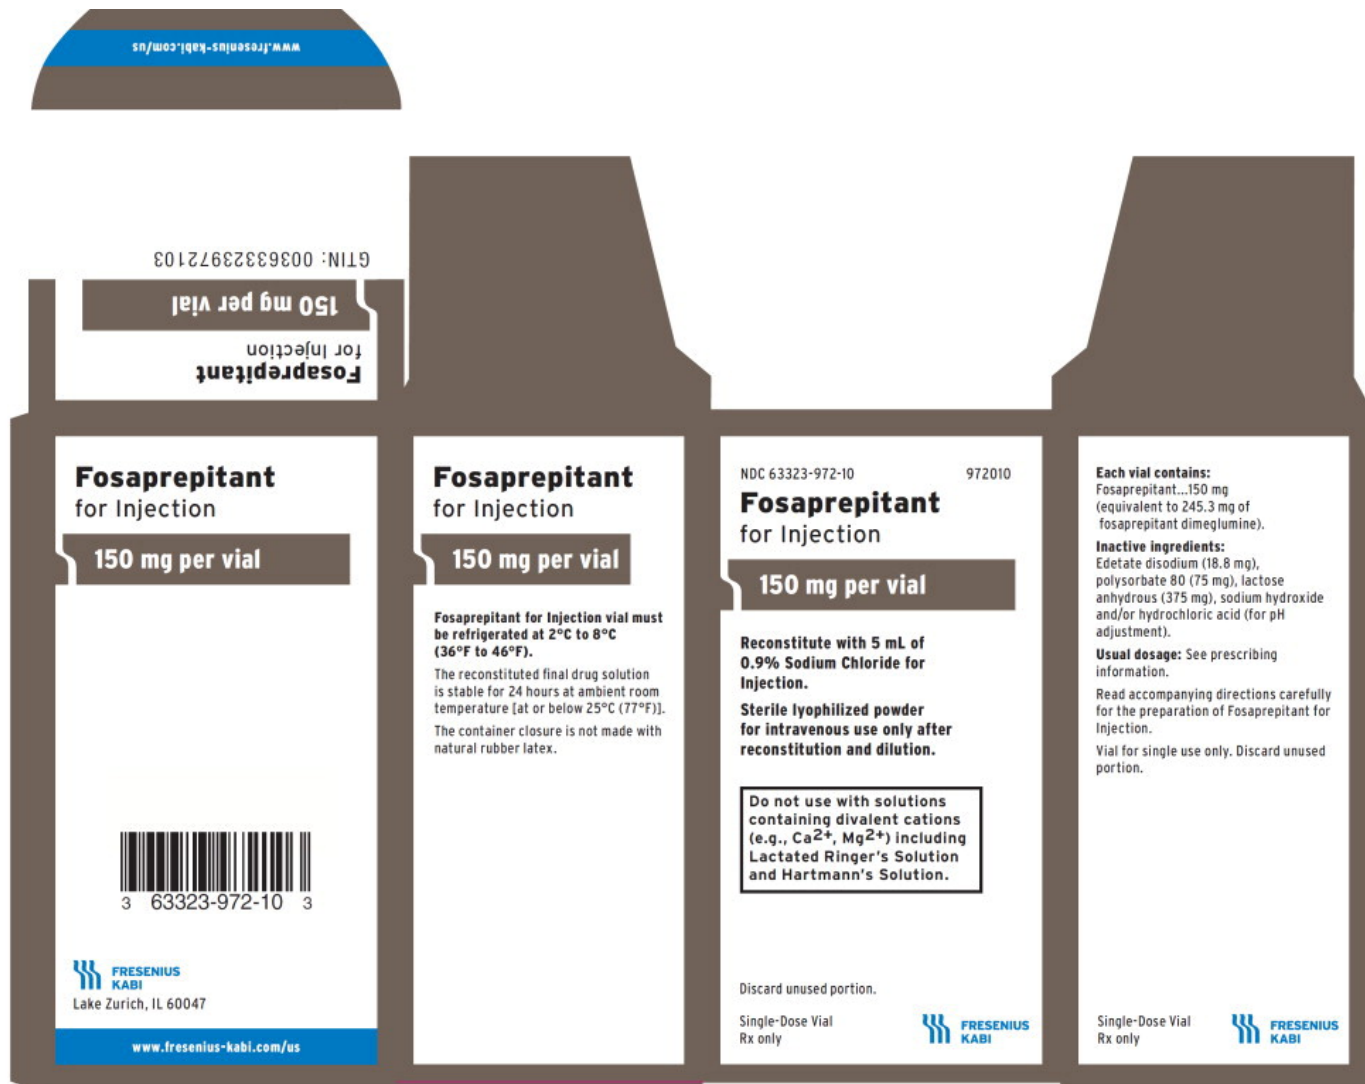 www.fresenius-kabi.com/us
GTIN: 00363323972103
150 mg per vial
for Injection
Fosaprepitant
Fosaprepitant
for Injection
150 mg per vial
3 63323-972-10 3
FRESENIUS
KABI
Lake Zurich, IL 60047
www.fresenius-kabi.com/us
Fosaprepitant
for Injection
150 mg per vial
Fosaprepitant for Injection vial must
be refrigerated at 2°C to 8°C
(36°F to 46°F).
The reconstituted final drug solution
is stable for 24 hours at ambient room
temperature [at or below 25°C (77°F)].
The container closure is not made with
natural rubber latex.
NDC 63323-972-10 972010
Fosaprepitant
for Injection
150 mg per vial
Reconstitute with 5 mL of
0.9% Sodium Chloride for
Injection.
Sterile lyophilized powder
for intravenous use only after
reconstitution and dilution.
Do not use with solutions
containing divalent cations
(e.g., Ca2+, Mg2+) including
Lactated Ringer's Solution
and Hartmann's Solution.
Discard unused portion.
Single-Dose Vial
Rx only
FRESENIUS
KABI
Each vial contains:
Fosaprepitant...150 mg
(equivalent to 245.3 mg of
fosaprepitant dimeglumine).
Inactive ingredients:
Edetate disodium (18.8 mg),
polysorbate 80 (75 mg), lactose
anhydrous (375 mg), sodium hydroxide
and/or hydrochloric acid (for pH
adjustment).
Usual dosage: See prescribing
information.
Read accompanying directions carefully
for the preparation of Fosaprepitant for
Injection.
Vial for single use only. Discard unused
portion.
Single-Dose Vial
Rx only
FRESENIUS
KABI